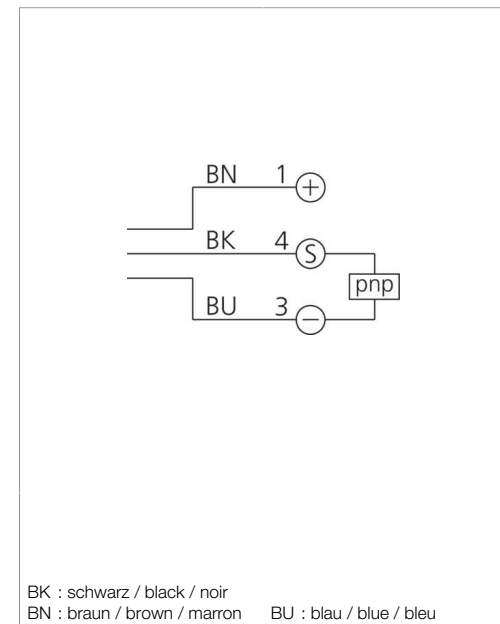 BN 1 +
BK 4 S
pnp
BU 3 −
BK : schwarz / black / noir
BN : braun / brown / marron BU : blau / blue / bleu